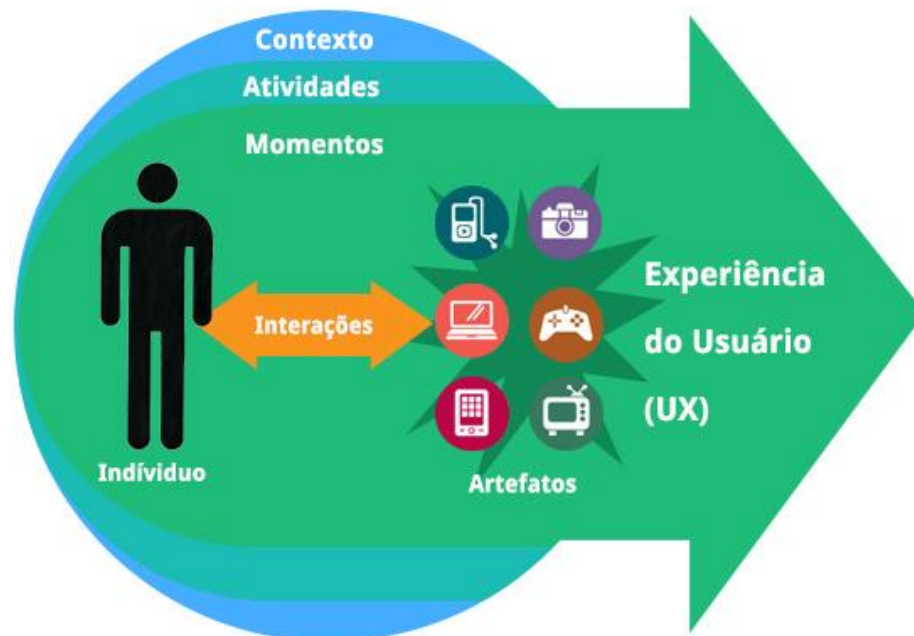 Contexto
Atividades
Momentos
Interações
Experiência
do Usuário
(UX)
Indíviduo
Artefatos